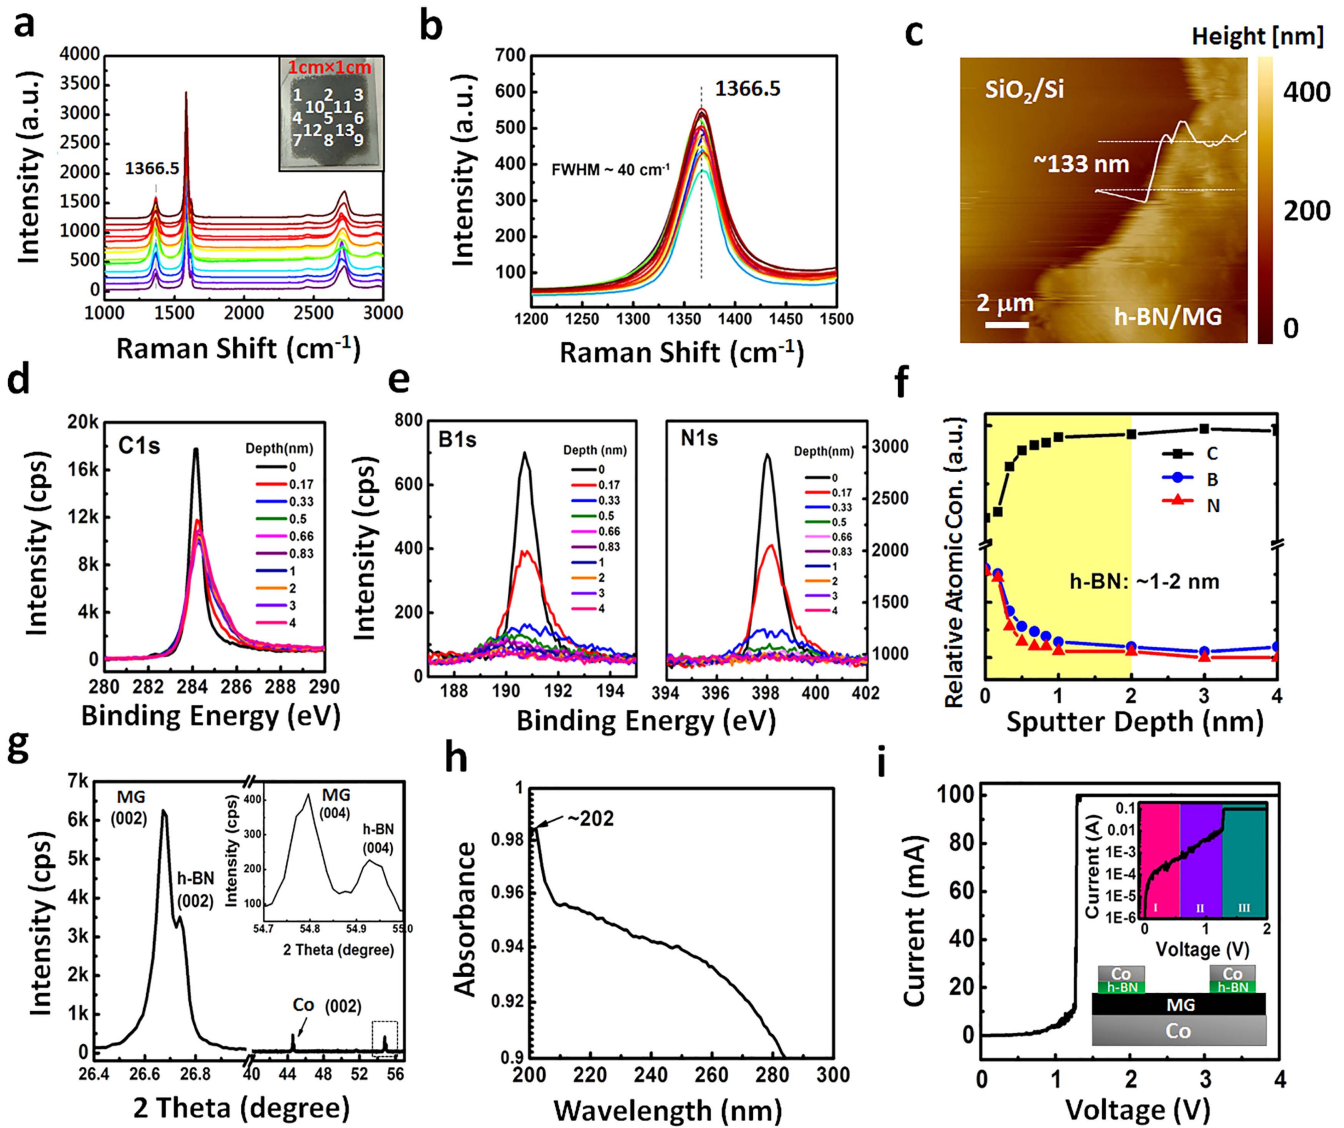 a
Intensity (a.u.)
4000
3500
3000
2500
2000
1500
1000
500
0
1000 1500 2000 2500 3000
Raman Shift (cm-1)
1366.5
1cm×1cm
1 2 3
10 11
4 5 6
12 13
7 8 9
b
Intensity (a.u.)
700
600
500
400
300
200
100
1200 1250 1300 1350 1400 1450 1500
Raman Shift (cm-1)
1366.5
FWHM ~ 40 cm-1
c
Height [nm]
400
200
0
SiO2/Si
~133 nm
2 μm
h-BN/MG
d
Intensity (cps)
20k
16k
12k
8k
4k
0
280 282 284 286 288 290
Binding Energy (eV)
C1s
Depth(nm)
0
0.17
0.33
0.5
0.66
0.83
1
2
3
4
e
Intensity (cps)
800
600
400
200
0
188 190 192 194
B1s
Depth(nm)
0
0.17
0.33
0.5
0.66
0.83
1
2
3
4
N1s
Depth (nm)
0
0.17
0.33
0.5
0.66
0.83
1
2
3
4
3000
2500
2000
1500
1000
394 396 398 400 402
Binding Energy (eV)
f
Relative Atomic Con. (a.u.)
C
B
N
h-BN: ~1-2 nm
0 1 2 3 4
Sputter Depth (nm)
g
Intensity (cps)
7k
6k
5k
4k
3k
2k
1k
0
26.4 26.6 26.8 40 44 48 52 56
2 Theta (degree)
MG
(002)
h-BN
(002)
Co (002)
Intensity (cps)
400
300
200
100
54.7 54.8 54.9 55.0
2 Theta (degree)
MG
(004)
h-BN
(004)
h
Absorbance
1
0.98
0.96
0.94
0.92
0.9
200 220 240 260 280 300
Wavelength (nm)
~202
i
Current (mA)
100
80
60
40
20
0
0 1 2 3 4
Voltage (V)
Current (A)
0.1
0.01
1E-3
1E-4
1E-5
1E-6
I II III
0 1 2
Voltage (V)
Co Co
h-BN h-BN
MG
Co